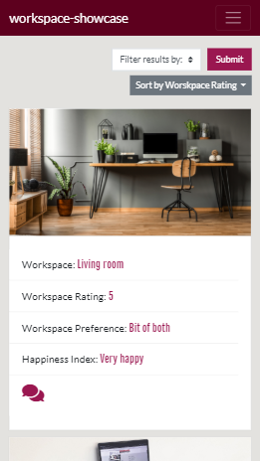 workspace-showcase
Filter results by:
Submit
Sort by Worskpace Rating
Workspace: Living room
Workspace Rating: 5
Workspace Preference: Bit of both
Happiness Index: Very happy